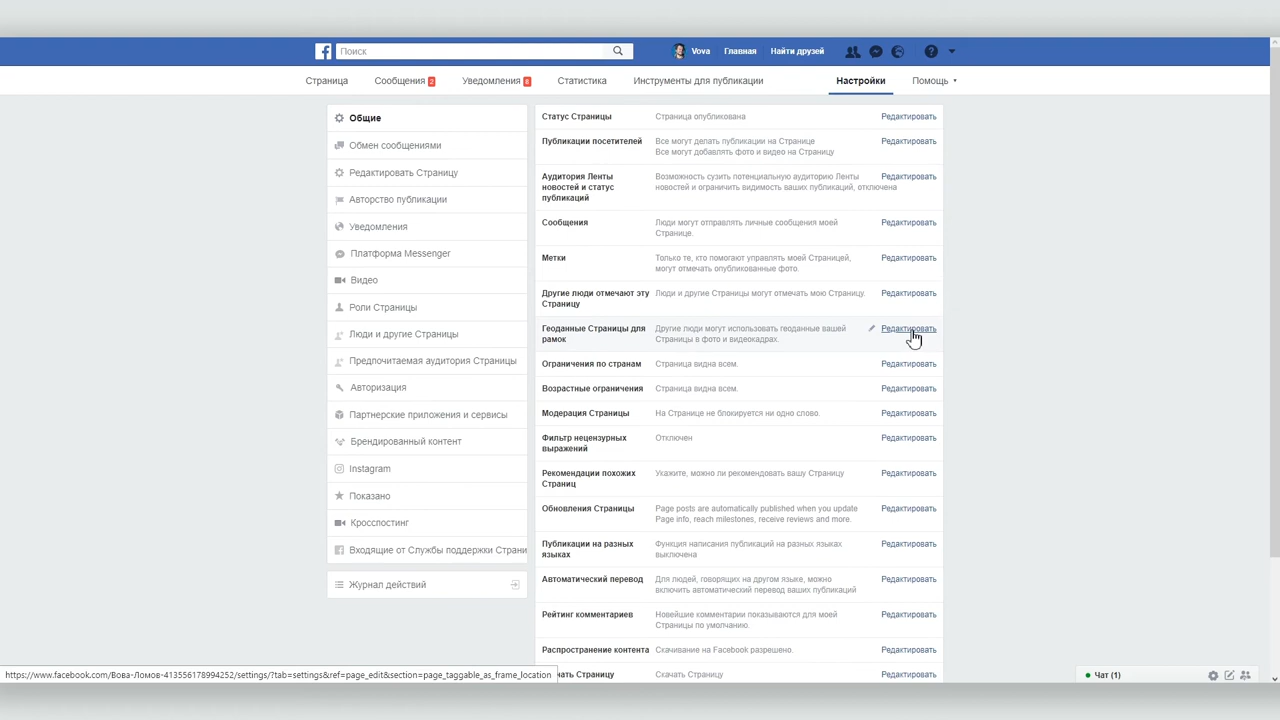 Поиск
Vova
Главная
Найти друзей
Страница
Сообщения 2
Уведомления 8
Статистика
Инструменты для публикации
Настройки
Помощь
Общие
Обмен сообщениями
Редактировать Страницу
Авторство публикации
Уведомления
Платформа Messenger
Видео
Роли Страницы
Люди и другие Страницы
Предпочитаемая аудитория Страницы
Авторизация
Партнерские приложения и сервисы
Брендированный контент
Instagram
Показано
Кросспостинг
Входящие от Службы поддержки Страни
Журнал действий
Статус Страницы
Страница опубликована
Редактировать
Публикации посетителей
Все могут делать публикации на Странице
Все могут добавлять фото и видео на Страницу
Редактировать
Аудитория Ленты
новостей и статус
публикаций
Возможность сузить потенциальную аудиторию Ленты
новостей и ограничить видимость ваших публикаций, отключена
Редактировать
Сообщения
Люди могут отправлять личные сообщения моей
Странице.
Редактировать
Метки
Только те, кто помогают управлять моей Страницей,
могут отмечать опубликованные фото.
Редактировать
Другие люди отмечают эту
Страницу
Люди и другие Страницы могут отмечать мою Страницу.
Редактировать
Геоданные Страницы для
рамок
Другие люди могут использовать геоданные вашей
Страницы в фото и видеокадрах.
Редактировать
Ограничения по странам
Страница видна всем.
Редактировать
Возрастные ограничения
Страница видна всем.
Редактировать
Модерация Страницы
На Странице не блокируется ни одно слово.
Редактировать
Фильтр нецензурных
выражений
Отключен
Редактировать
Рекомендации похожих
Страниц
Укажите, можно ли рекомендовать вашу Страницу
Редактировать
Обновления Страницы
Page posts are automatically published when you update
Page info, reach milestones, receive reviews and more.
Редактировать
Публикации на разных
языках
Функция написания публикаций на разных языках
выключена
Редактировать
Автоматический перевод
Для людей, говорящих на другом языке, можно
включить автоматический перевод ваших публикаций
Редактировать
Рейтинг комментариев
Новейшие комментарии показываются для моей
Страницы по умолчанию.
Редактировать
Распространение контента
Скачивание на Facebook разрешено.
Редактировать
чать Страницу
Скачать Страницу
Редактировать
https://www.facebook.com/Вова-Ломов-413556178994252/settings/?tab=settings&ref=page_edit&section=page_taggable_as_frame_location
Чат (1)